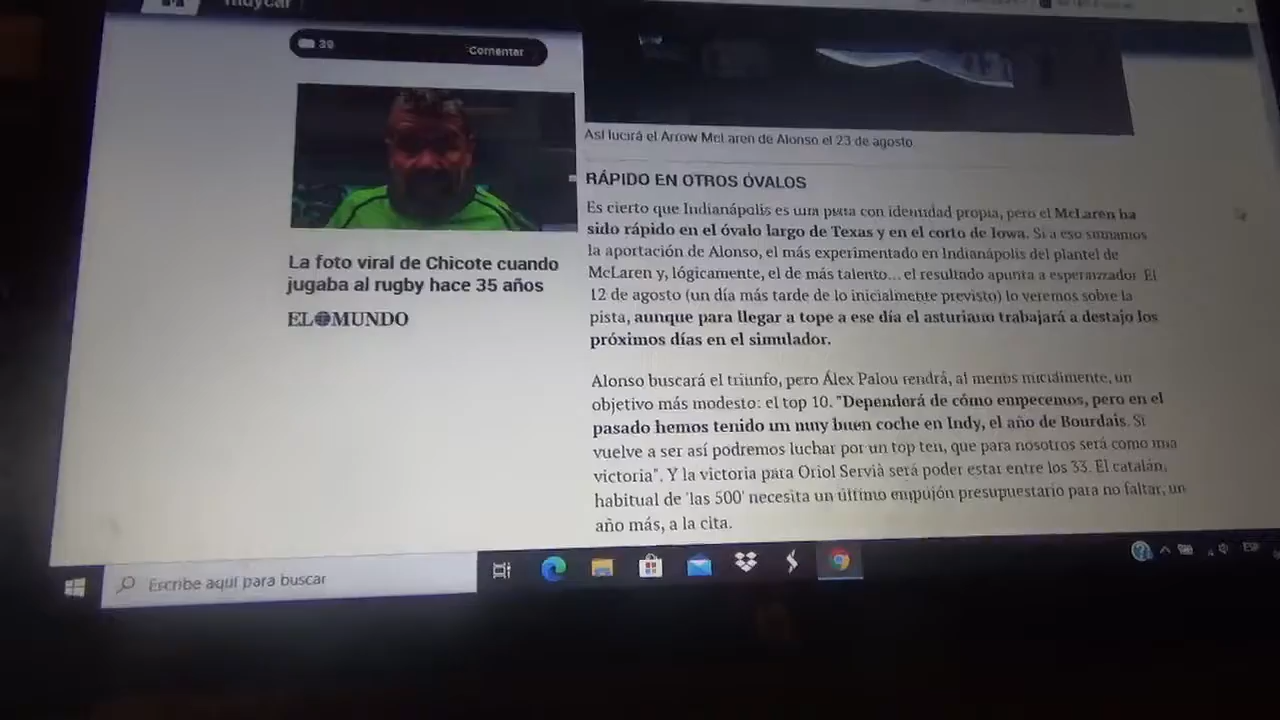 Indycar
39
Comentar
La foto viral de Chicote cuando
jugaba al rugby hace 35 años
EL MUNDO
Así lucirá el Arrow McLaren de Alonso el 23 de agosto
RÁPIDO EN OTROS ÓVALOS
Es cierto que Indianápolis es una pista con identidad propia, pero el McLaren ha
sido rápido en el óvalo largo de Texas y en el corto de Iowa. Si a eso sumamos
la aportación de Alonso, el más experimentado en Indianápolis del plantel de
McLaren y, lógicamente, el de más talento... el resultado apunta a esperanzador. El
12 de agosto (un día más tarde de lo inicialmente previsto) lo veremos sobre la
pista, aunque para llegar a tope a ese día el asturiano trabajará a destajo los
próximos días en el simulador.
Alonso buscará el triunfo, pero Álex Palou tendrá, al menos inicialmente, un
objetivo más modesto: el top 10. "Dependerá de cómo empecemos, pero en el
pasado hemos tenido un muy buen coche en Indy, el año de Bourdais. Si
vuelve a ser así podremos luchar por un top ten, que para nosotros será como una
victoria". Y la victoria para Oriol Servià será poder estar entre los 33. El catalán,
habitual de 'las 500' necesita un último empujón presupuestario para no faltar, un
año más, a la cita.
Escribe aquí para buscar
ESP